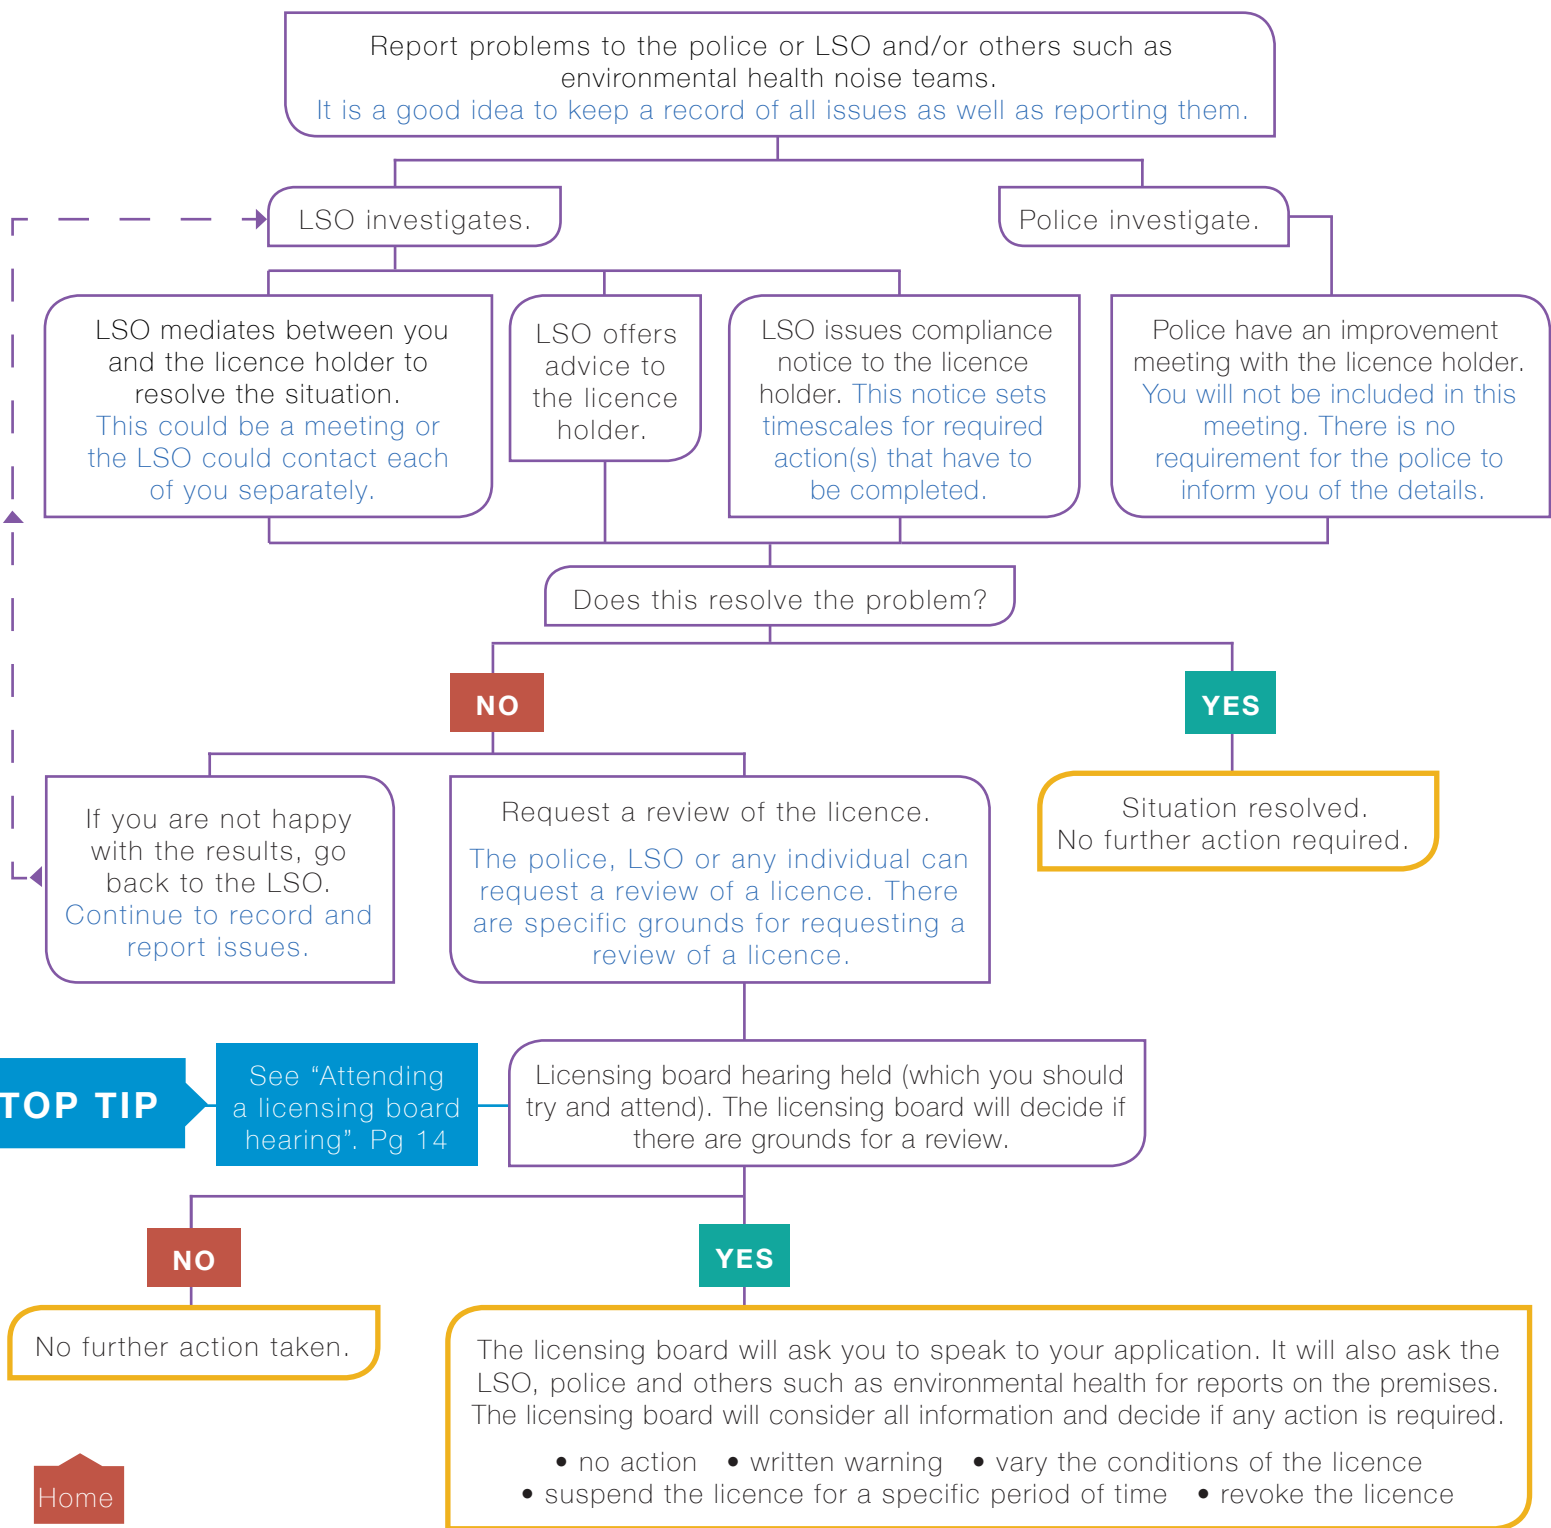 Report problems to the police or LSO and/or others such as
environmental health noise teams.
It is a good idea to keep a record of all issues as well as reporting them.
LSO investigates.
Police investigate.
LSO mediates between you
and the licence holder to
resolve the situation.
This could be a meeting or
the LSO could contact each
of you separately.
LSO offers
advice to
the licence
holder.
LSO issues compliance
notice to the licence
holder. This notice sets
timescales for required
action(s) that have to
be completed.
Police have an improvement
meeting with the licence holder.
You will not be included in this
meeting. There is no
requirement for the police to
inform you of the details.
Does this resolve the problem?
NO
YES
If you are not happy
with the results, go
back to the LSO.
Continue to record and
report issues.
Request a review of the licence.
The police, LSO or any individual can
request a review of a licence. There
are specific grounds for requesting a
review of a licence.
Situation resolved.
No further action required.
TOP TIP
See “Attending
a licensing board
hearing”. Pg 14
Licensing board hearing held (which you should
try and attend). The licensing board will decide if
there are grounds for a review.
NO
YES
No further action taken.
The licensing board will ask you to speak to your application. It will also ask the
LSO, police and others such as environmental health for reports on the premises.
The licensing board will consider all information and decide if any action is required.
• no action • written warning • vary the conditions of the licence
• suspend the licence for a specific period of time • revoke the licence
Home